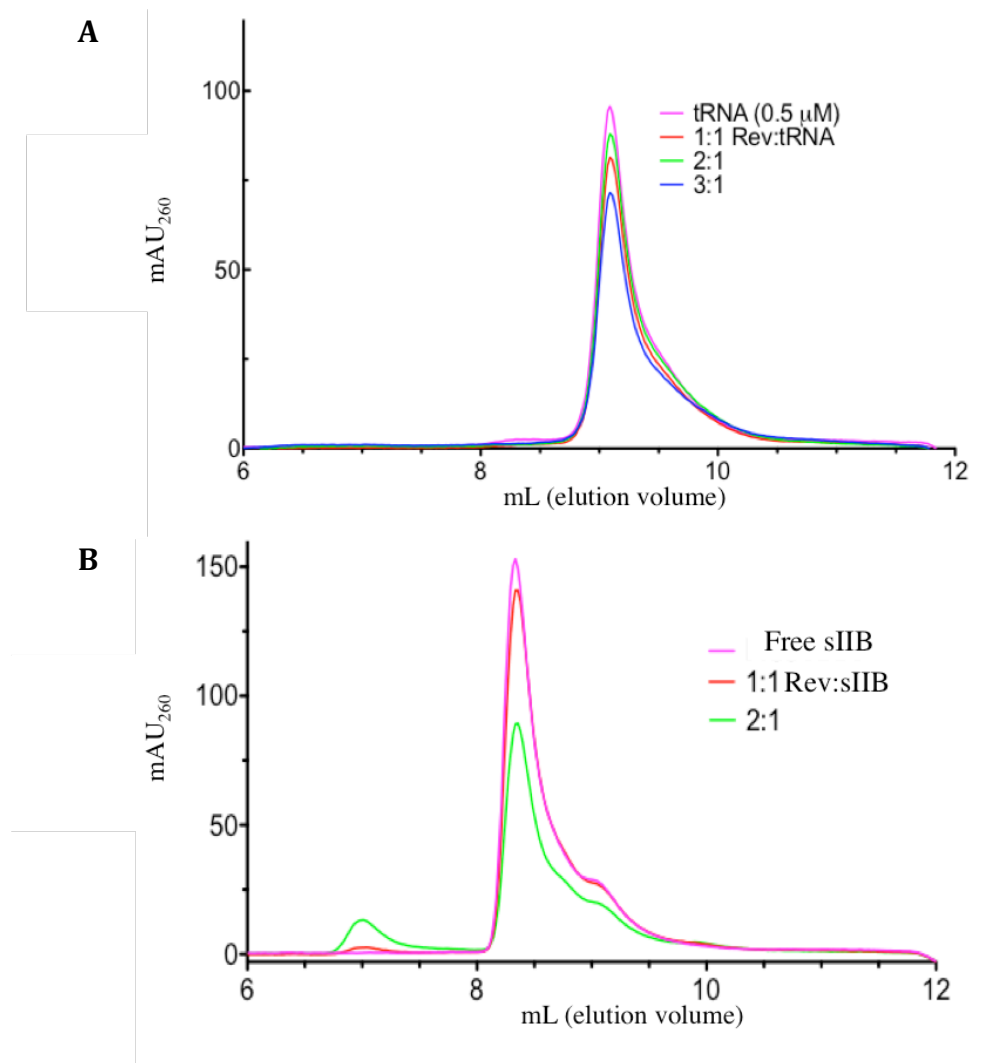 A
100
50
0
mAU260
tRNA (0.5 μM)
1:1 Rev:tRNA
2:1
3:1
6 8 10 12
mL (elution volume)
B
150
100
50
0
mAU260
Free sIIB
1:1 Rev:sIIB
2:1
6 8 10 12
mL (elution volume)